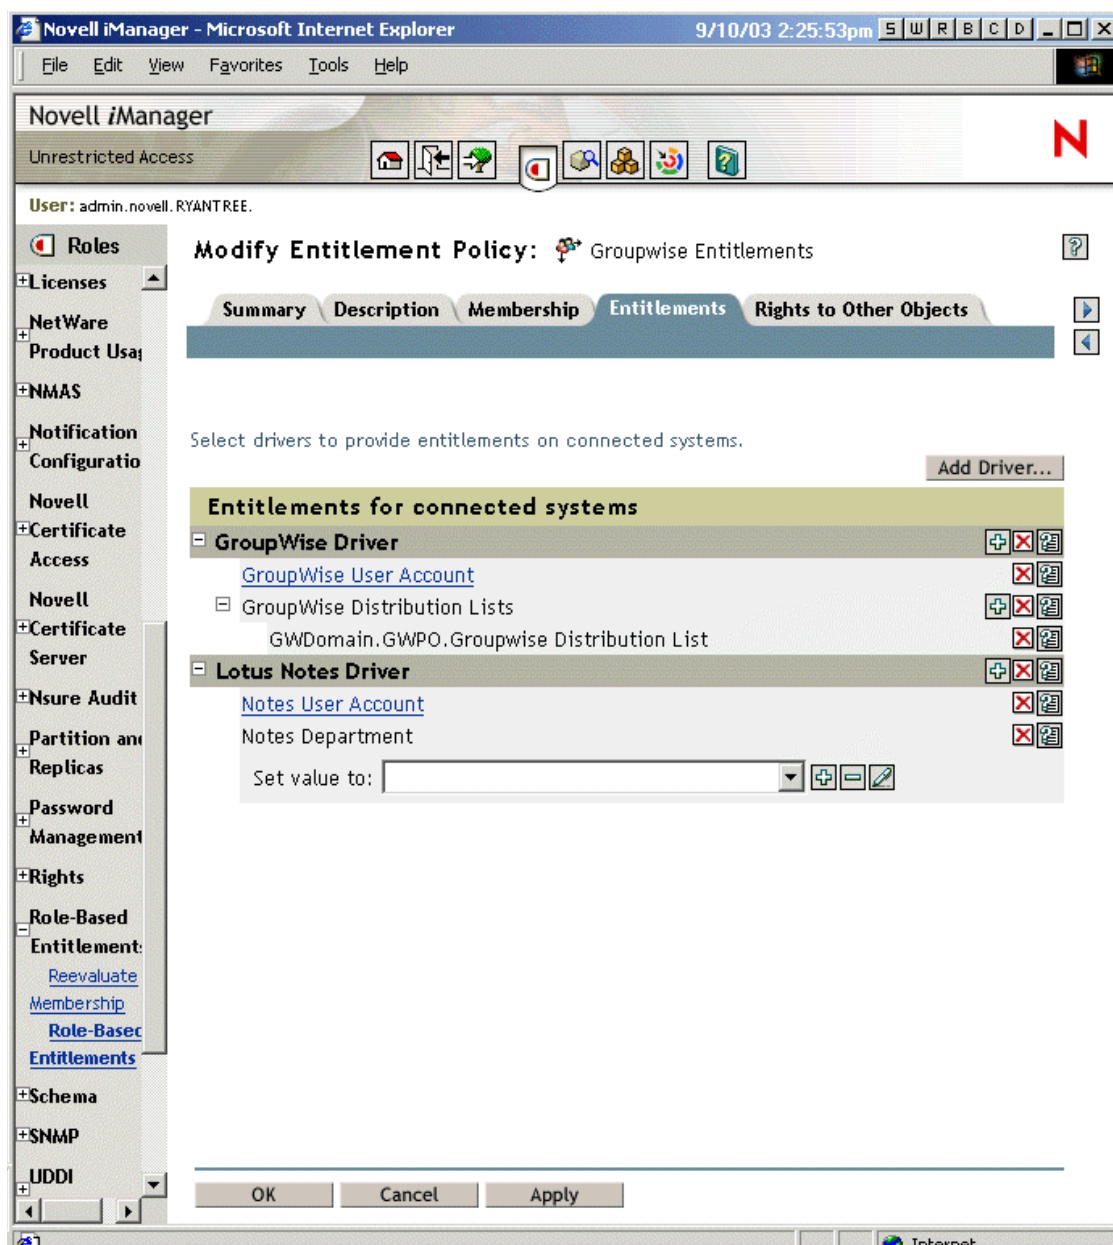 Novell iManager - Microsoft Internet Explorer 9/10/03 2:25:53pm S W R B C D
File Edit View Favorites Tools Help
Novell iManager
Unrestricted Access
N
User: admin.novell.RYANTREE.
Roles
Licenses
NetWare
Product Usag
NMAS
Notification
Configuratio
Novell
Certificate
Access
Novell
Certificate
Server
Nsure Audit
Partition and
Replicas
Password
Management
Rights
Role-Based
Entitlements
Reevaluate
Membership
Role-Based
Entitlements
Schema
SNMP
UDDI
Modify Entitlement Policy: Groupwise Entitlements
Summary Description Membership Entitlements Rights to Other Objects
Select drivers to provide entitlements on connected systems.
Add Driver...
Entitlements for connected systems
GroupWise Driver
GroupWise User Account
GroupWise Distribution Lists
GWDomain.GWPO.Groupwise Distribution List
Lotus Notes Driver
Notes User Account
Notes Department
Set value to:
OK Cancel Apply
Internet